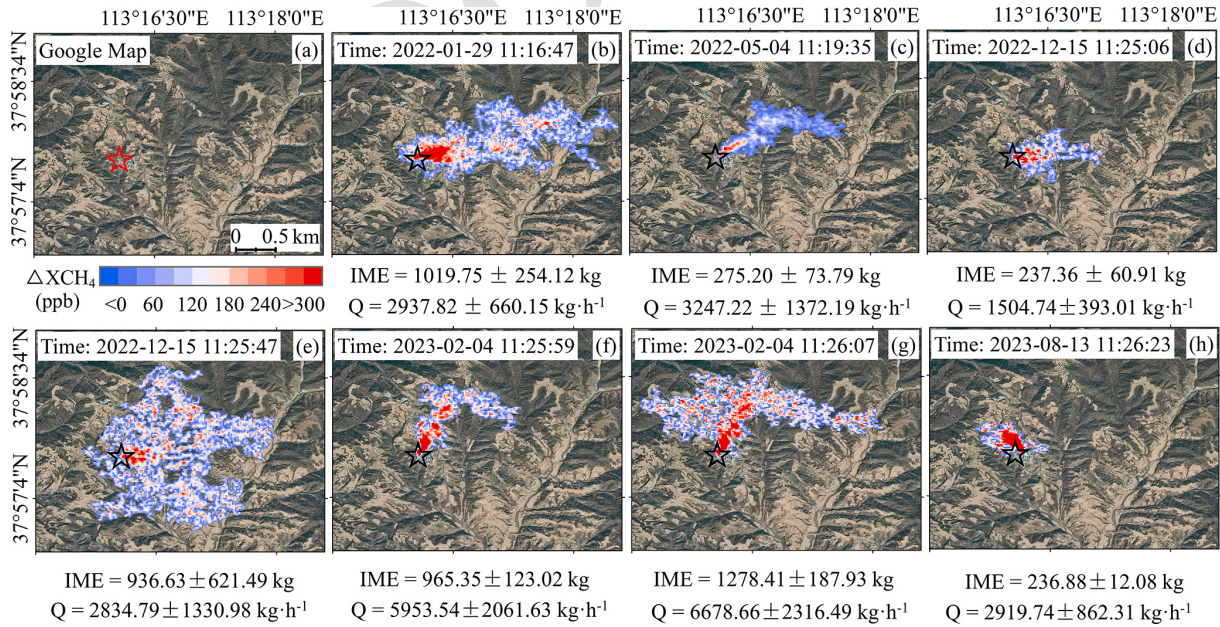 113°16'30"E 113°18'0"E 113°16'30"E 113°18'0"E 113°16'30"E 113°18'0"E
37°58'34"N
37°57'4"N
Google Map (a)
Time: 2022-01-29 11:16:47 (b)
Time: 2022-05-04 11:19:35 (c)
Time: 2022-12-15 11:25:06 (d)
0 0.5 km
△XCH₄
(ppb)
<0 60 120 180 240 >300
IME = 1019.75 ± 254.12 kg
Q = 2937.82 ± 660.15 kg·h⁻¹
IME = 275.20 ± 73.79 kg
Q = 3247.22 ± 1372.19 kg·h⁻¹
IME = 237.36 ± 60.91 kg
Q = 1504.74±393.01 kg·h⁻¹
37°58'34"N
37°57'4"N
Time: 2022-12-15 11:25:47 (e)
Time: 2023-02-04 11:25:59 (f)
Time: 2023-02-04 11:26:07 (g)
Time: 2023-08-13 11:26:23 (h)
IME = 936.63±621.49 kg
Q = 2834.79±1330.98 kg·h⁻¹
IME = 965.35±123.02 kg
Q = 5953.54±2061.63 kg·h⁻¹
IME = 1278.41±187.93 kg
Q = 6678.66±2316.49 kg·h⁻¹
IME = 236.88±12.08 kg
Q = 2919.74±862.31 kg·h⁻¹